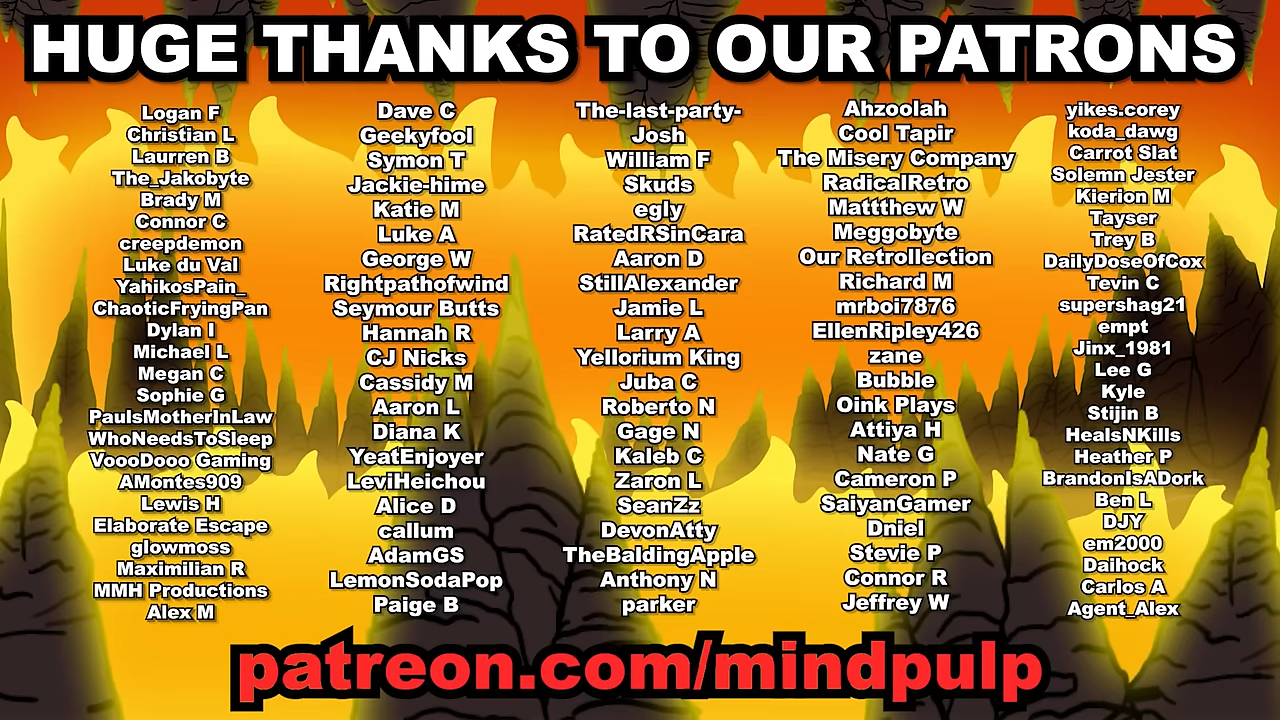 HUGE THANKS TO OUR PATRONS
Logan F
Christian L
Laurren B
The_Jakobyte
Brady M
Connor C
creepdemon
Luke du Val
YahikosPain_
ChaoticFryingPan
Dylan I
Michael L
Megan C
Sophie G
PaulsMotherInLaw
WhoNeedsToSleep
VoooDooo Gaming
AMontes909
Lewis H
Elaborate Escape
glowmoss
Maximilian R
MMH Productions
Alex M
Dave C
Geekyfool
Symon T
Jackie-hime
Katie M
Luke A
George W
Rightpathofwind
Seymour Butts
Hannah R
CJ Nicks
Cassidy M
Aaron L
Diana K
YeatEnjoyer
LeviHeichou
Alice D
callum
AdamGS
LemonSodaPop
Paige B
The-last-party-
Josh
William F
Skuds
egly
RatedRSinCara
Aaron D
StillAlexander
Jamie L
Larry A
Yellorium King
Juba C
Roberto N
Gage N
Kaleb C
Zaron L
SeanZz
DevonAtty
TheBaldingApple
Anthony N
parker
Ahzoolah
Cool Tapir
The Misery Company
RadicalRetro
Mattthew W
Meggobyte
Our Retrollection
Richard M
mrboi7876
EllenRipley426
zane
Bubble
Oink Plays
Attiya H
Nate G
Cameron P
SaiyanGamer
Dniel
Stevie P
Connor R
Jeffrey W
yikes.corey
koda_dawg
Carrot Slat
Solemn Jester
Kierion M
Tayser
Trey B
DailyDoseOfCox
Tevin C
supershag21
empt
Jinx_1981
Lee G
Kyle
Stijin B
HealsNKills
Heather P
BrandonIsADork
Ben L
DJY
em2000
Daihock
Carlos A
Agent_Alex
patreon.com/mindpulp